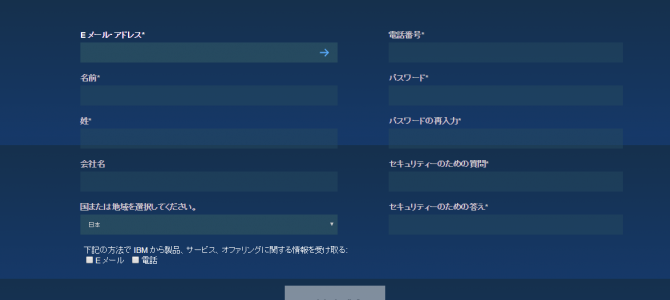 Eメール・アドレス*
電話番号*
名前*
パスワード*
姓*
パスワードの再入力*
会社名
セキュリティーのための質問*
国または地域を選択してください。
セキュリティーのための答え*
日本
下記の方法で IBM から製品、サービス、オファリングに関する情報を受け取る:
Eメール 電話